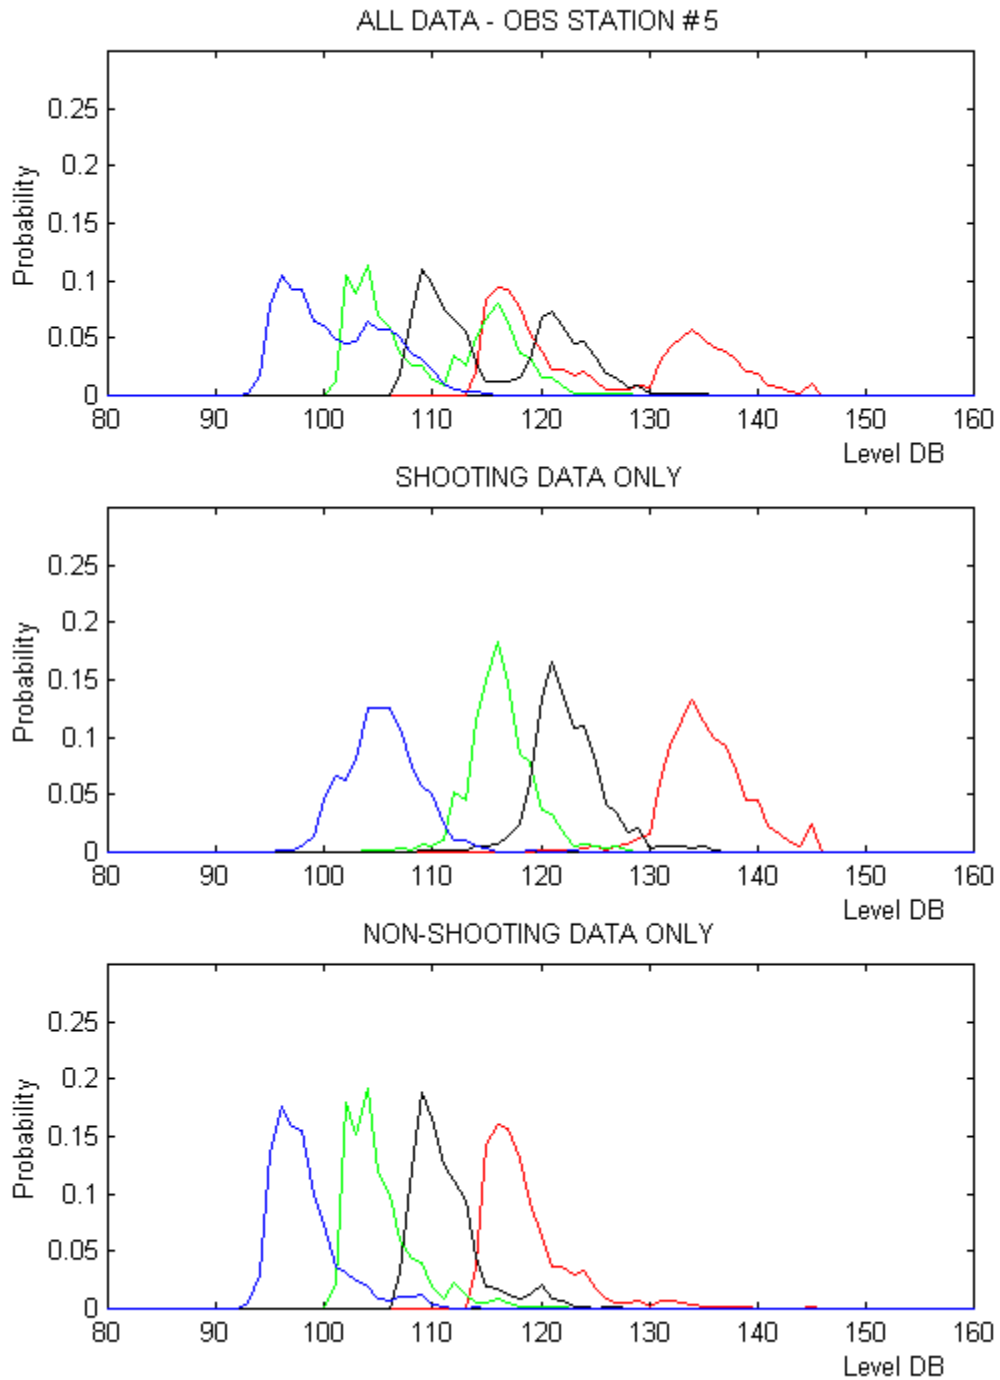 ALL DATA - OBS STATION #5
Probability
0.25
0.2
0.15
0.1
0.05
0
80 90 100 110 120 130 140 150 160
Level DB
SHOOTING DATA ONLY
Probability
0.25
0.2
0.15
0.1
0.05
0
80 90 100 110 120 130 140 150 160
Level DB
NON-SHOOTING DATA ONLY
Probability
0.25
0.2
0.15
0.1
0.05
0
80 90 100 110 120 130 140 150 160
Level DB